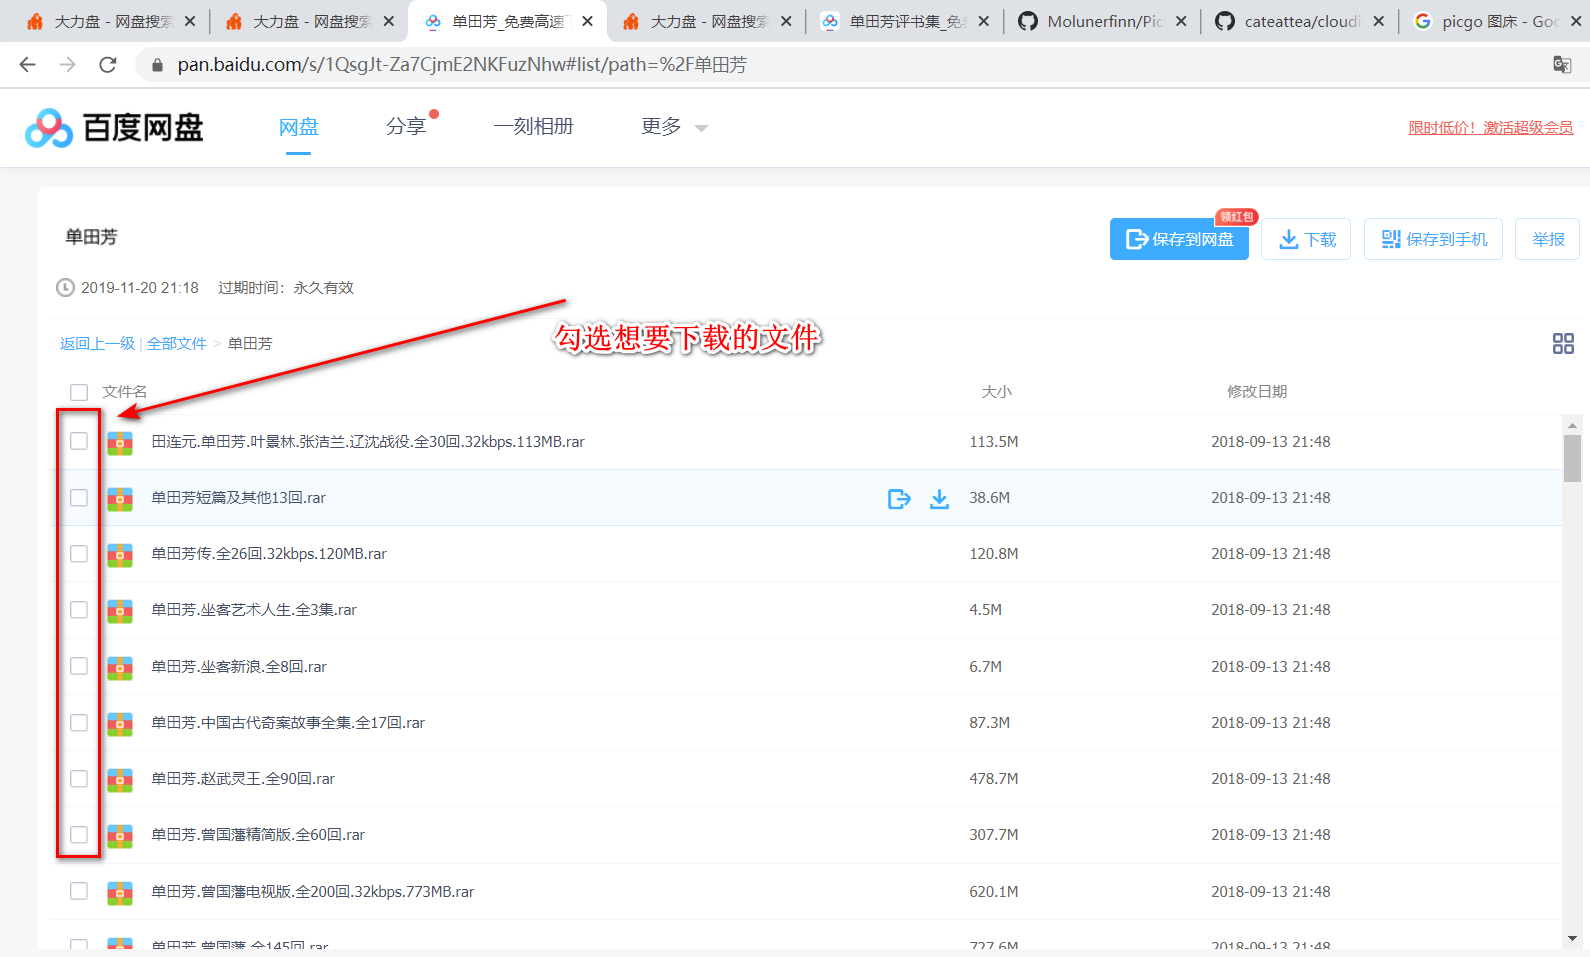 大力盘 - 网盘搜索
大力盘 - 网盘搜索
单田芳_免费高速下
大力盘 - 网盘搜索
单田芳评书集_免
Molunerfinn/Pic
cateattea/cloudi
picgo 图床 - Goo
pan.baidu.com/s/1QsgJt-Za7CjmE2NKFuzNhw#list/path=%2F单田芳
百度网盘
网盘 分享 一刻相册 更多
限时低价！激活超级会员
单田芳
领红包
保存到网盘 下载 保存到手机 举报
2019-11-20 21:18 过期时间：永久有效
勾选想要下载的文件
返回上一级 | 全部文件 > 单田芳
文件名 大小 修改日期
田连元.单田芳.叶景林.张洁兰.辽沈战役.全30回.32kbps.113MB.rar 113.5M 2018-09-13 21:48
单田芳短篇及其他13回.rar 38.6M 2018-09-13 21:48
单田芳传.全26回.32kbps.120MB.rar 120.8M 2018-09-13 21:48
单田芳.坐客艺术人生.全3集.rar 4.5M 2018-09-13 21:48
单田芳.坐客新浪.全8回.rar 6.7M 2018-09-13 21:48
单田芳.中国古代奇案故事全集.全17回.rar 87.3M 2018-09-13 21:48
单田芳.赵武灵王.全90回.rar 478.7M 2018-09-13 21:48
单田芳.曾国藩精简版.全60回.rar 307.7M 2018-09-13 21:48
单田芳.曾国藩电视版.全200回.32kbps.773MB.rar 620.1M 2018-09-13 21:48
单田芳.曾国藩.全145回.rar 727.6M 2018-09-13 21:48